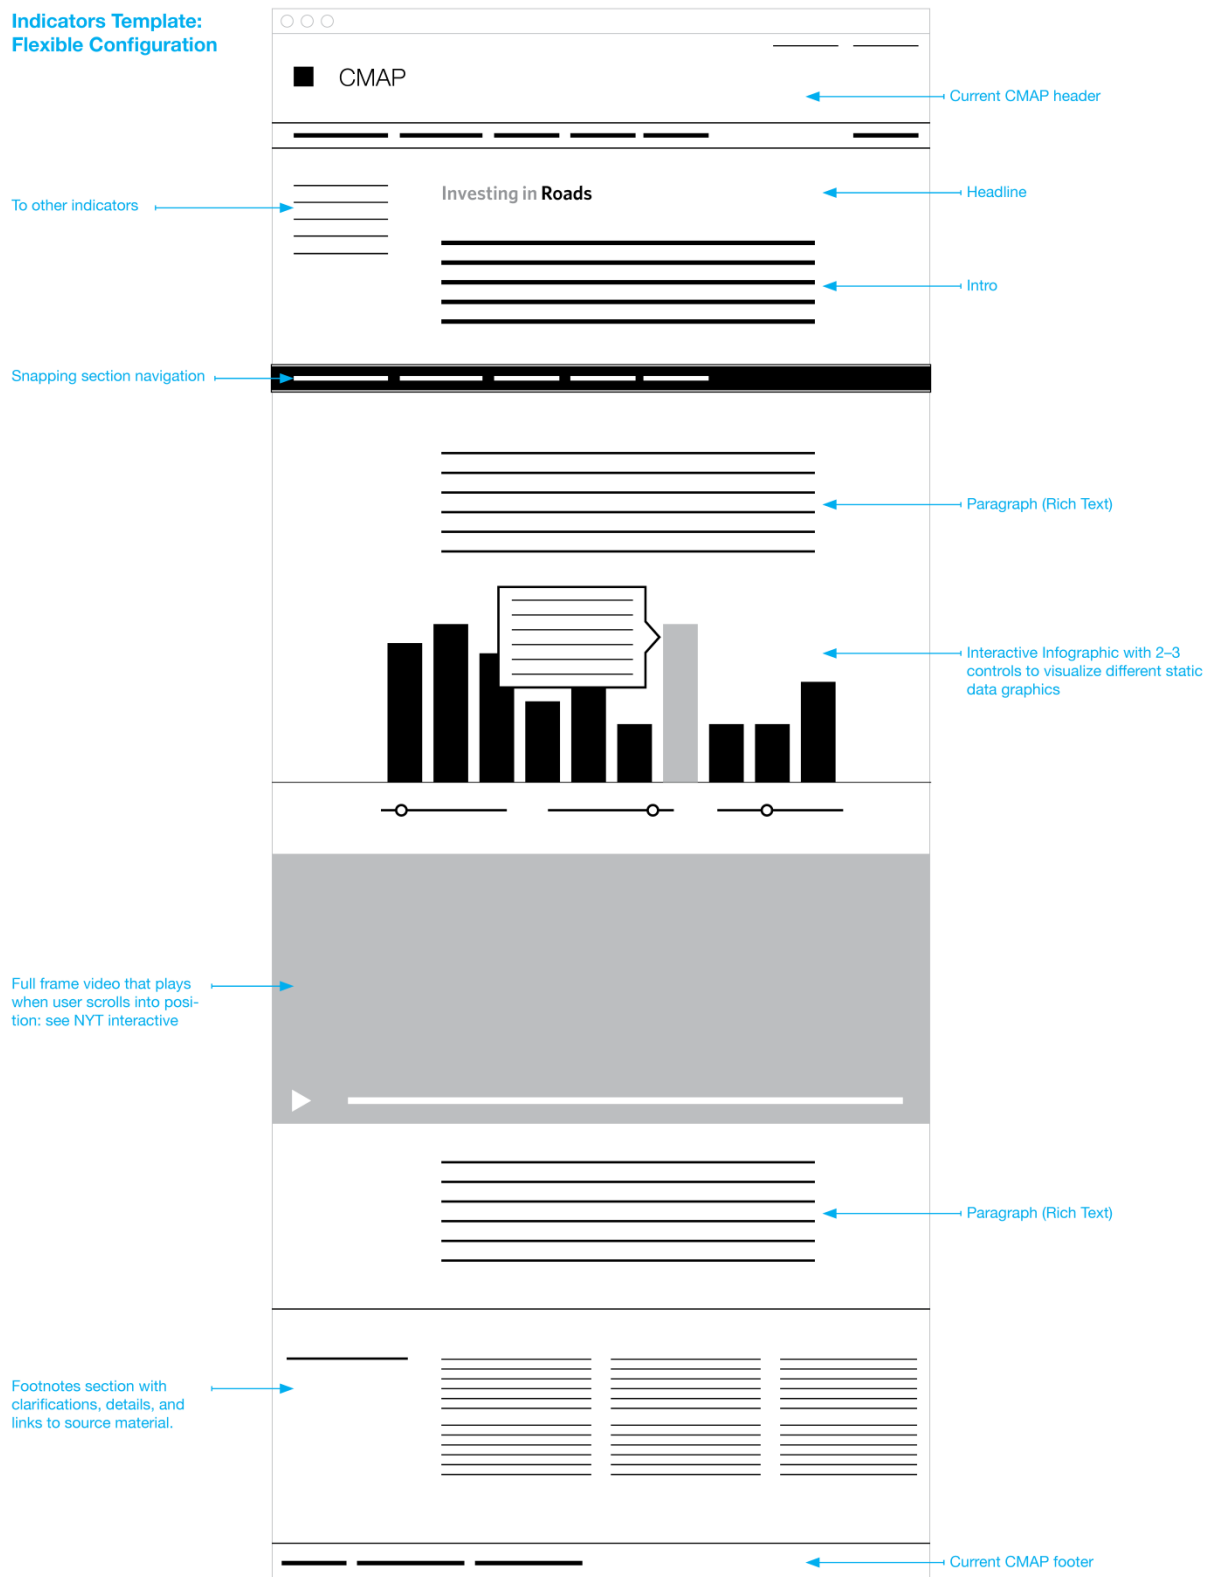 Indicators Template:
Flexible Configuration
CMAP
Current CMAP header
To other indicators
Investing in Roads
Headline
Intro
Snapping section navigation
Paragraph (Rich Text)
Interactive Infographic with 2–3
controls to visualize different static
data graphics
Full frame video that plays
when user scrolls into posi-
tion: see NYT interactive
Paragraph (Rich Text)
Footnotes section with
clarifications, details, and
links to source material.
Current CMAP footer